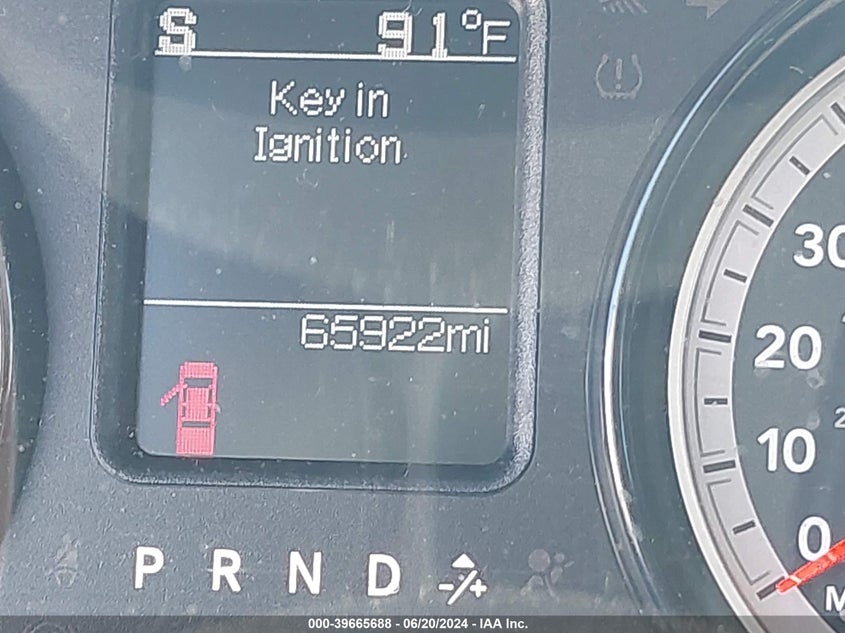 S 91°F
Key in
Ignition
65922mi
30
20
10
0
P R N D -/+
000-39665688 - 06/20/2024 - IAA Inc.